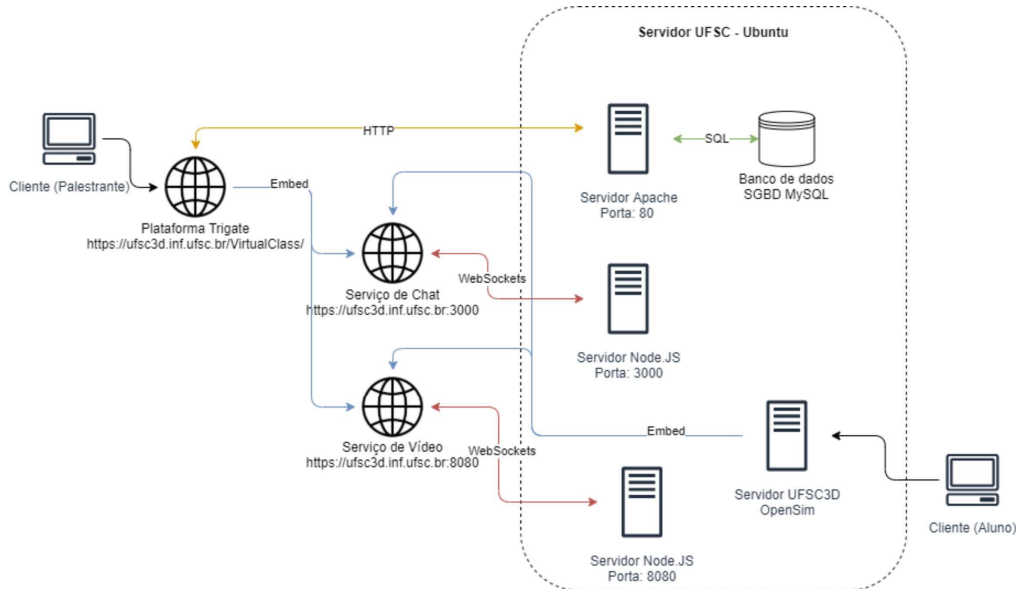 Servidor UFSC - Ubuntu
HTTP
SQL
Cliente (Palestrante)
Embed
Plataforma Trigate
https://ufsc3d.inf.ufsc.br/VirtualClass/
Servidor Apache
Porta: 80
Banco de dados
SGBD MySQL
WebSockets
Serviço de Chat
https://ufsc3d.inf.ufsc.br:3000
Servidor Node.JS
Porta: 3000
Embed
Serviço de Vídeo
https://ufsc3d.inf.ufsc.br:8080
WebSockets
Servidor UFSC3D
OpenSim
Cliente (Aluno)
Servidor Node.JS
Porta: 8080